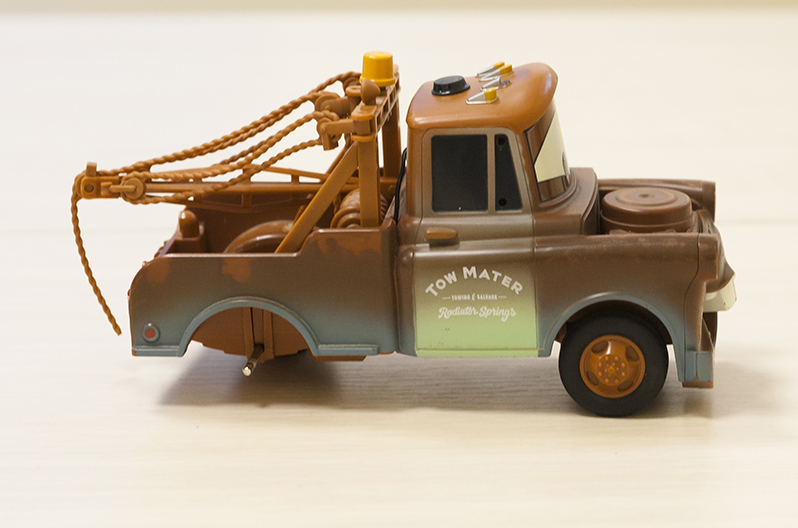 TOW MATER
TOWING & SALVAGE
Radiator Springs